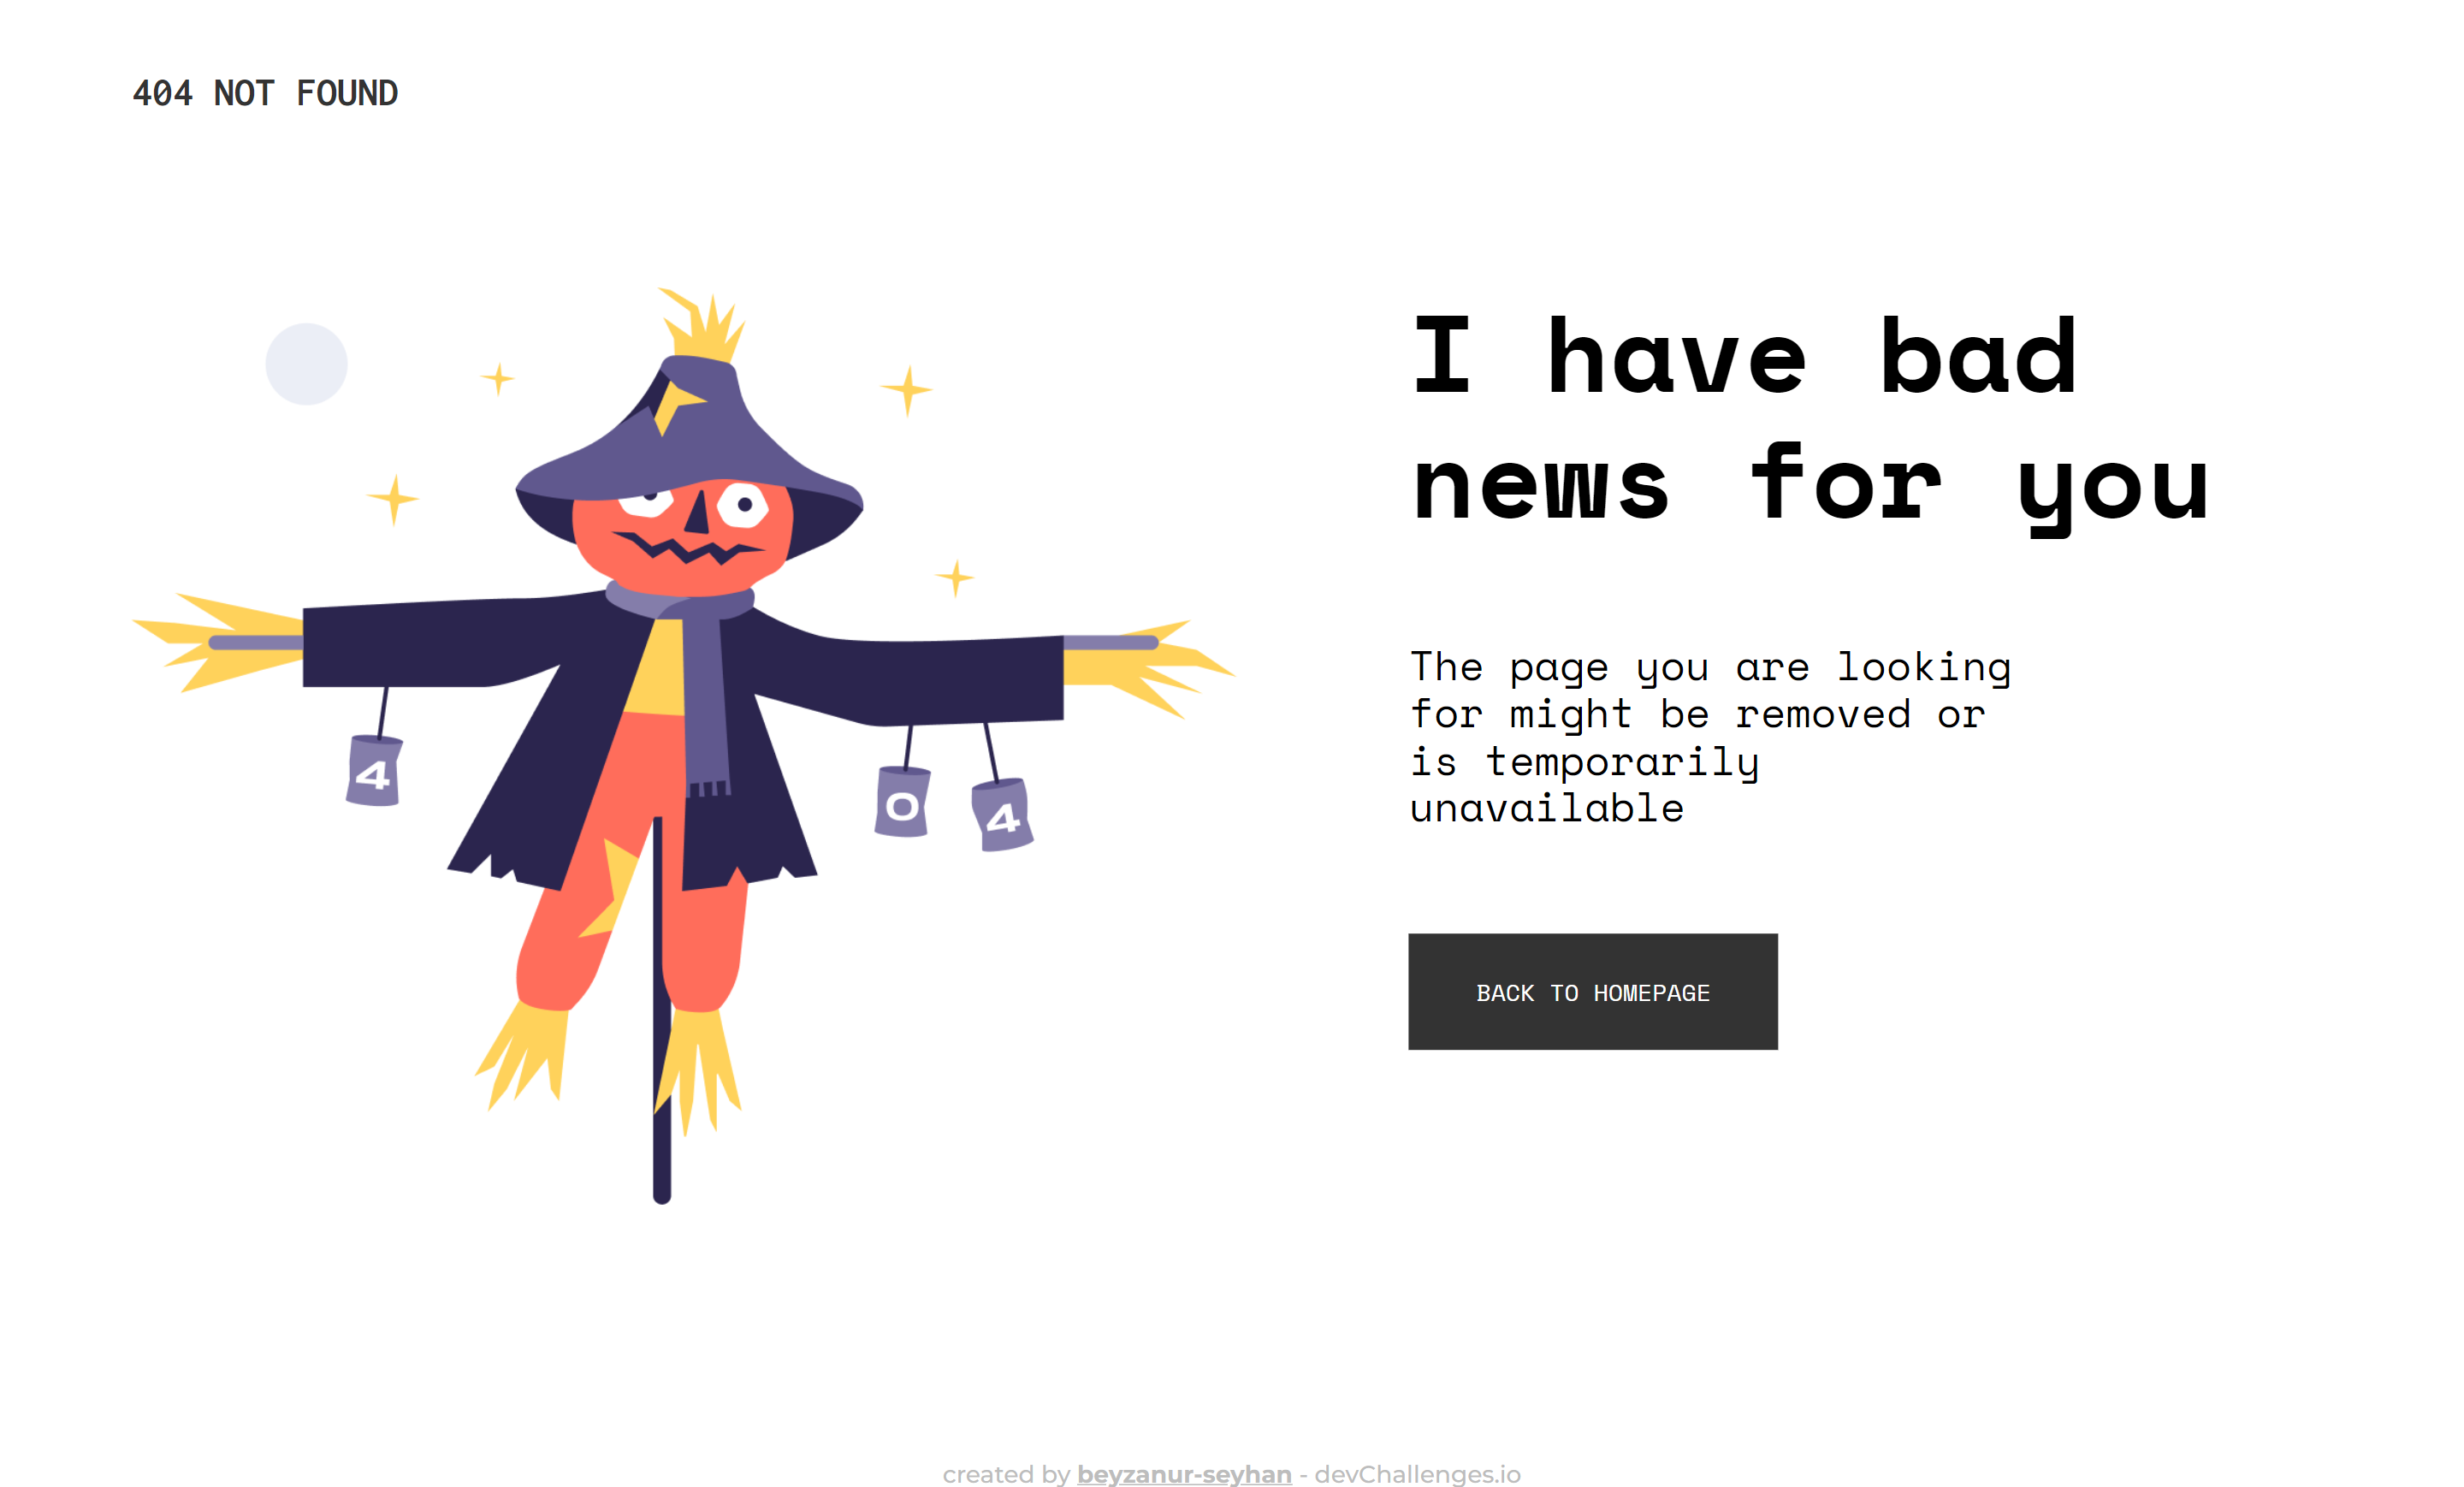 404 NOT FOUND
I have bad
news for you
4
0
4
The page you are looking
for might be removed or
is temporarily
unavailable
BACK TO HOMEPAGE
created by beyzanur-seyhan - devChallenges.io